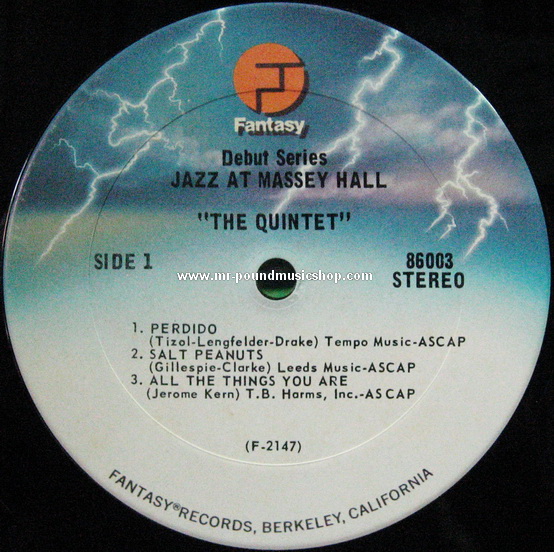 Fantasy
Debut Series
JAZZ AT MASSEY HALL
"THE QUINTET"
SIDE 1
86003
STEREO
www.mr-poundmusicshop.com
1. PERDIDO
(Tizol-Lengfelder-Drake) Tempo Music-ASCAP
2. SALT PEANUTS
(Gillespie-Clarke) Leeds Music-ASCAP
3. ALL THE THINGS YOU ARE
(Jerome Kern) T.B. Harms, Inc.-ASCAP
(F-2147)
FANTASY® RECORDS, BERKELEY, CALIFORNIA